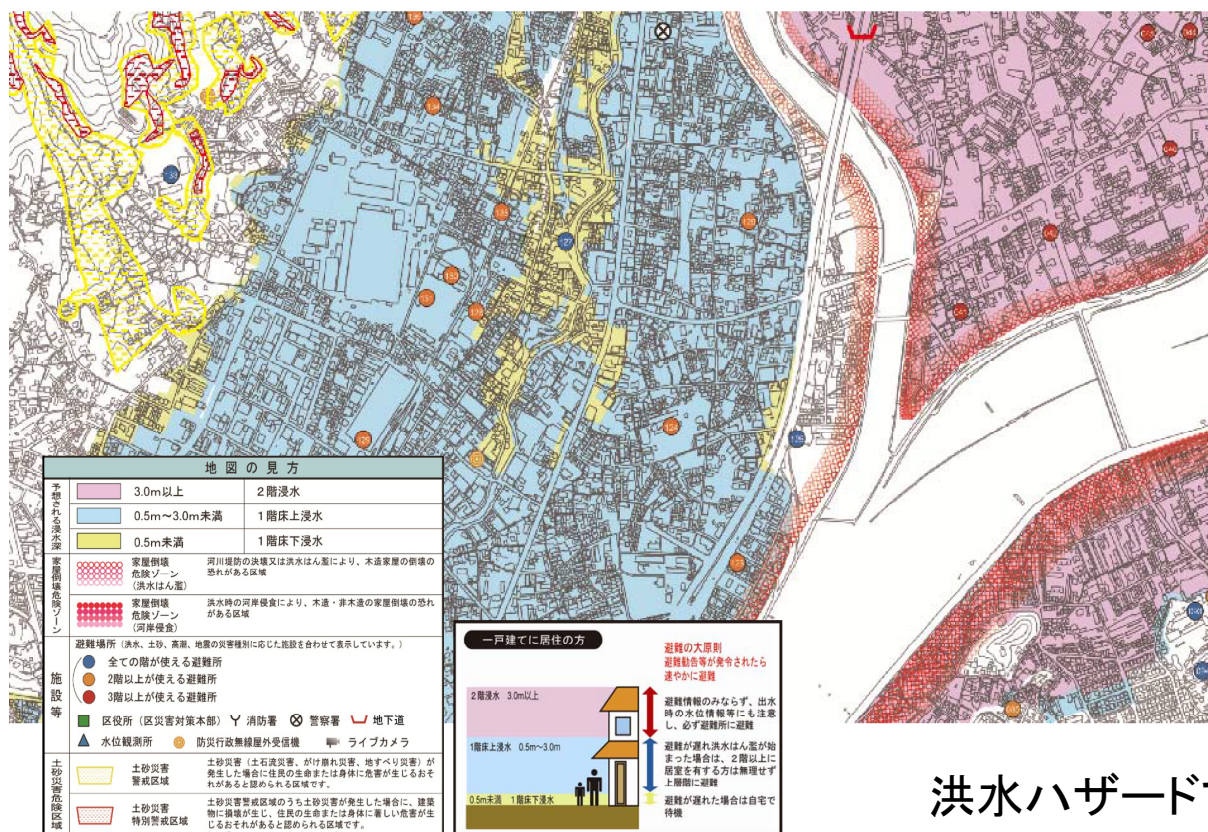 地図の見方
予想される浸水深
3.0m以上 2階浸水
0.5m～3.0m未満 1階床上浸水
0.5m未満 1階床下浸水
家屋倒壊危険ゾーン
家屋倒壊
危険ゾーン
(洪水はん濫)
河川堤防の決壊又は洪水はん濫により、木造家屋の倒壊の
恐れがある区域
家屋倒壊
危険ゾーン
(河岸侵食)
洪水時の河岸侵食により、木造・非木造の家屋倒壊の恐れ
がある区域
施設等
避難場所（洪水、土砂、高潮、地震の災害種別に応じた施設を合わせて表示しています。）
全ての階が使える避難所
2階以上が使える避難所
3階以上が使える避難所
区役所（区災害対策本部） 消防署 警察署 地下道
水位観測所 防災行政無線屋外受信機 ライブカメラ
土砂災害危険区域
土砂災害
警戒区域
土砂災害（土石流災害、がけ崩れ災害、地すべり災害）が
発生した場合に住民の生命または身体に危害が生じるおそ
れがあると認められる区域です。
土砂災害
特別警戒区域
土砂災害警戒区域のうち土砂災害が発生した場合に、建築
物に損壊が生じ、住民の生命または身体に著しい危害が生
じるおそれがあると認められる区域です。
一戸建てに居住の方
避難の大原則
避難勧告等が発令されたら
速やかに避難
2階浸水 3.0m以上
避難情報のみならず、出水
時の水位情報等にも注意
し、必ず避難所に避難
1階床上浸水 0.5m～3.0m
避難が遅れ洪水はん濫が始
まった場合は、2階以上に
居室を有する方は無理せず
上層階に避難
0.5m未満 1階床下浸水
避難が遅れた場合は自宅で
待機
127
129
124
125
041
洪水ハザード